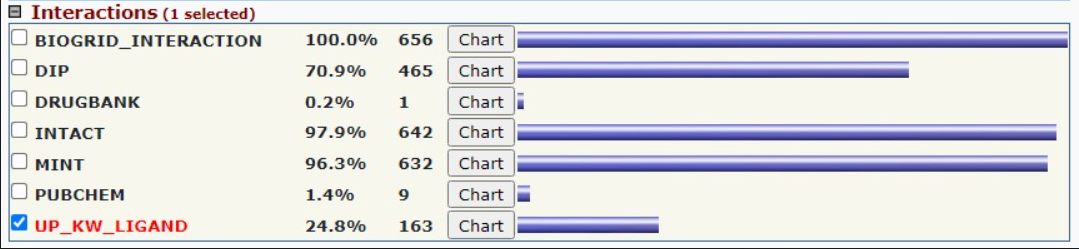 Interactions (1 selected)
BIOGRID_INTERACTION 100.0% 656 Chart
DIP 70.9% 465 Chart
DRUGBANK 0.2% 1 Chart
INTACT 97.9% 642 Chart
MINT 96.3% 632 Chart
PUBCHEM 1.4% 9 Chart
UP_KW_LIGAND 24.8% 163 Chart